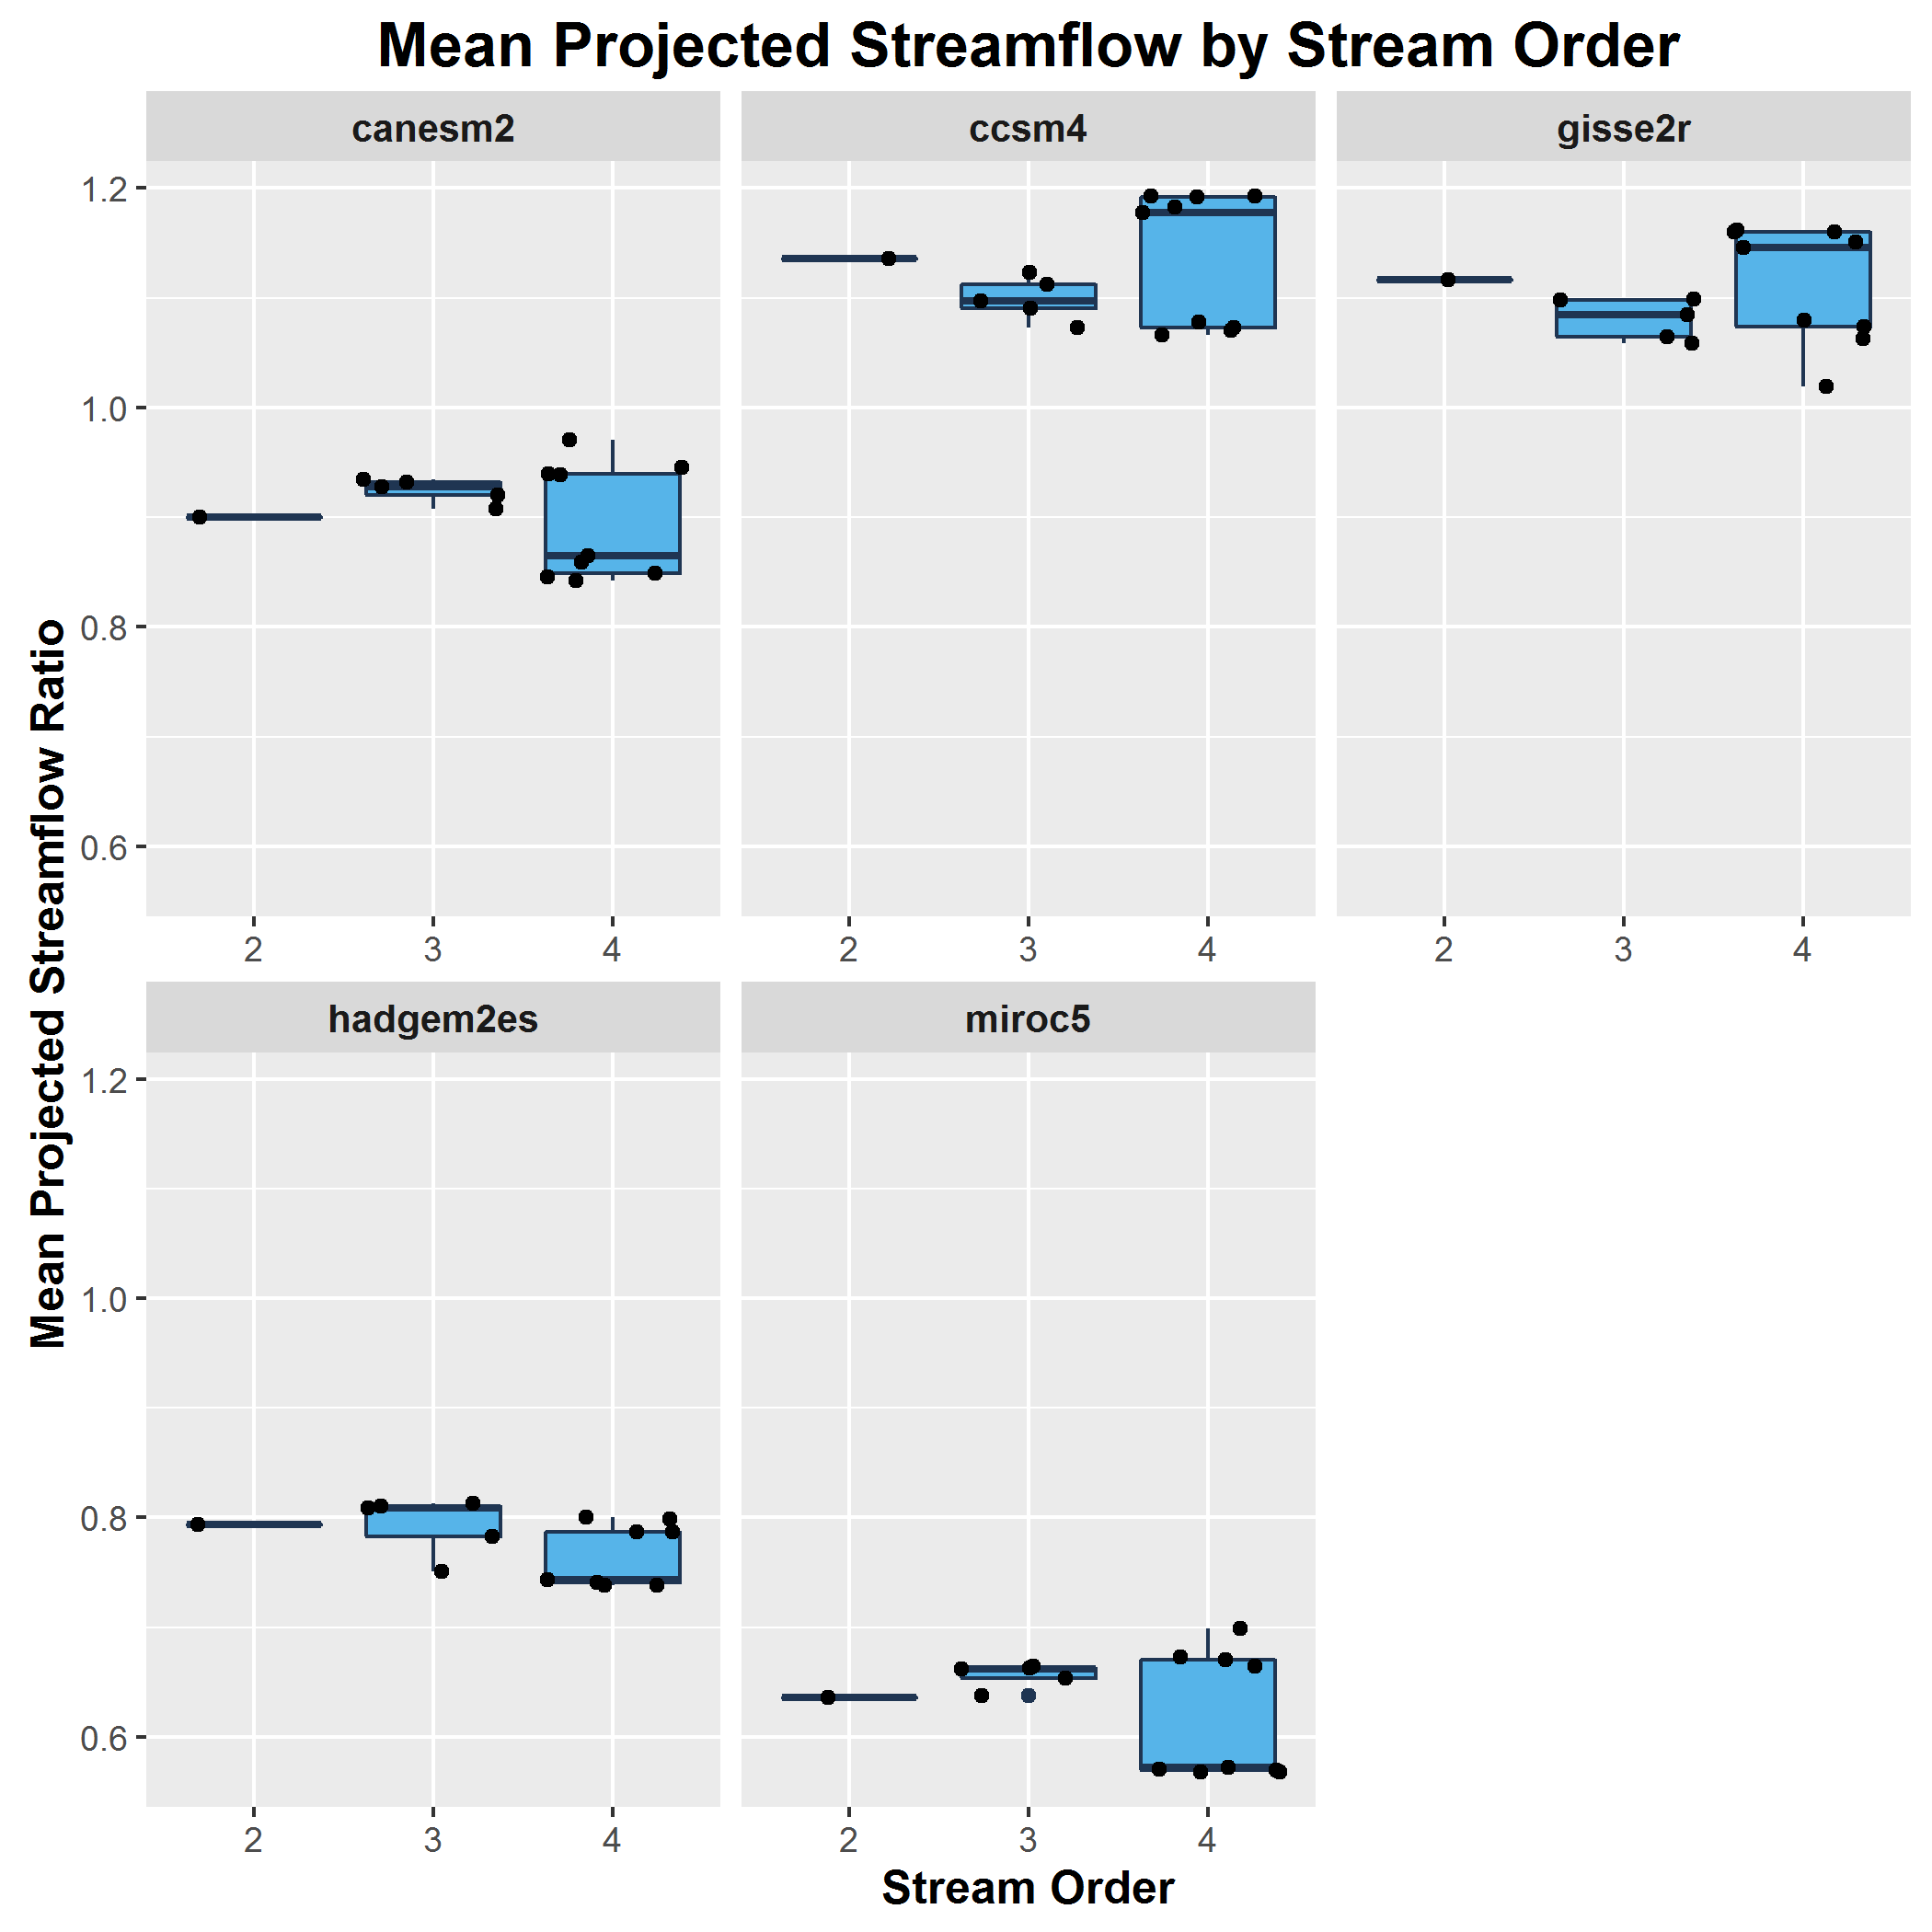 Mean Projected Streamflow by Stream Order
canesm2
ccsm4
gisse2r
1.2
1.0
0.8
0.6
2 3 4
2 3 4
2 3 4
Mean Projected Streamflow Ratio
hadgem2es
miroc5
1.2
1.0
0.8
0.6
2 3 4
2 3 4
Stream Order